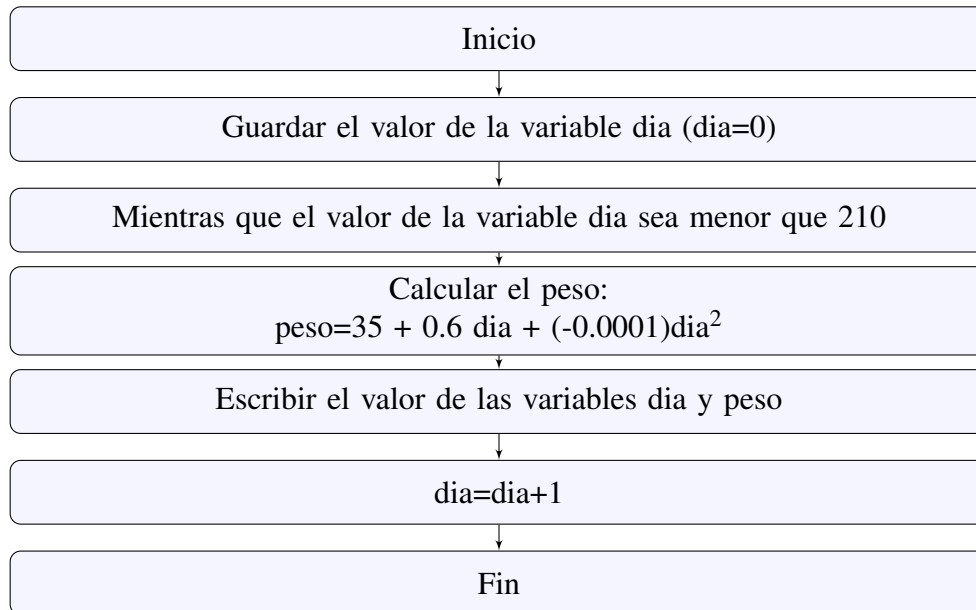 Inicio
Guardar el valor de la variable dia (dia=0)
Mientras que el valor de la variable dia sea menor que 210
Calcular el peso:
peso=35 + 0.6 dia + (-0.0001)dia²
Escribir el valor de las variables dia y peso
dia=dia+1
Fin